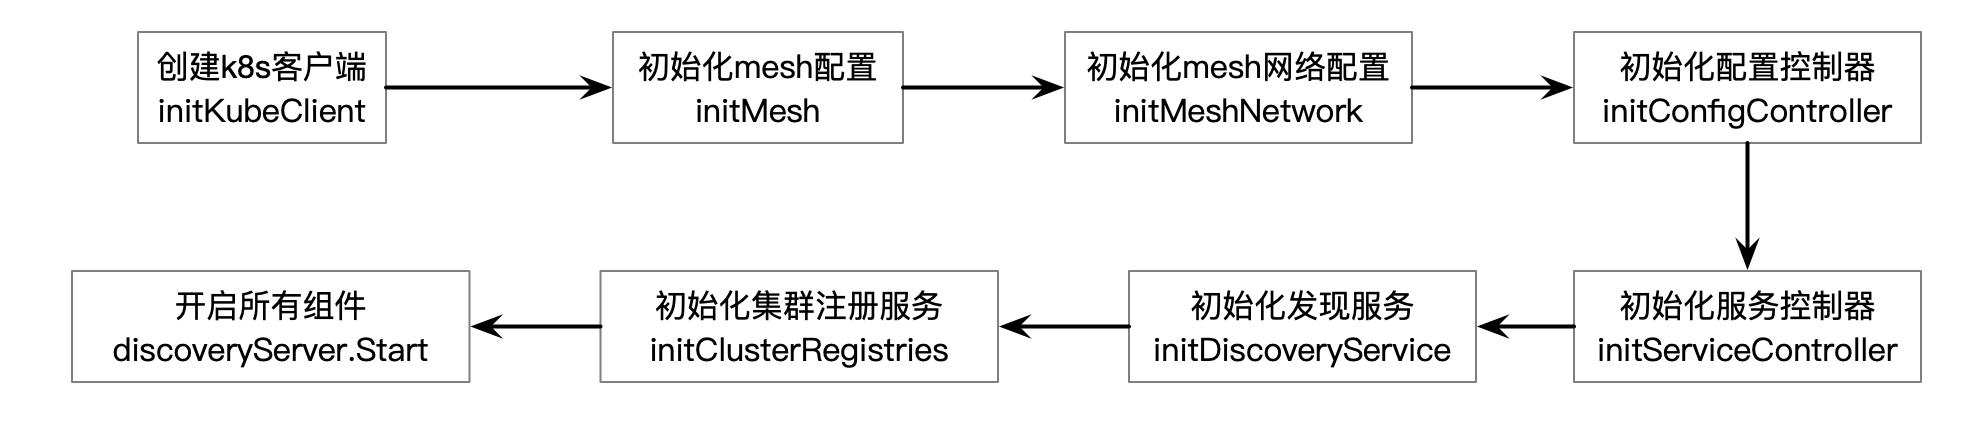 创建k8s客户端
initKubeClient
初始化mesh配置
initMesh
初始化mesh网络配置
initMeshNetwork
初始化配置控制器
initConfigController
初始化服务控制器
initServiceController
初始化发现服务
initDiscoveryService
初始化集群注册服务
initClusterRegistries
开启所有组件
discoveryServer.Start